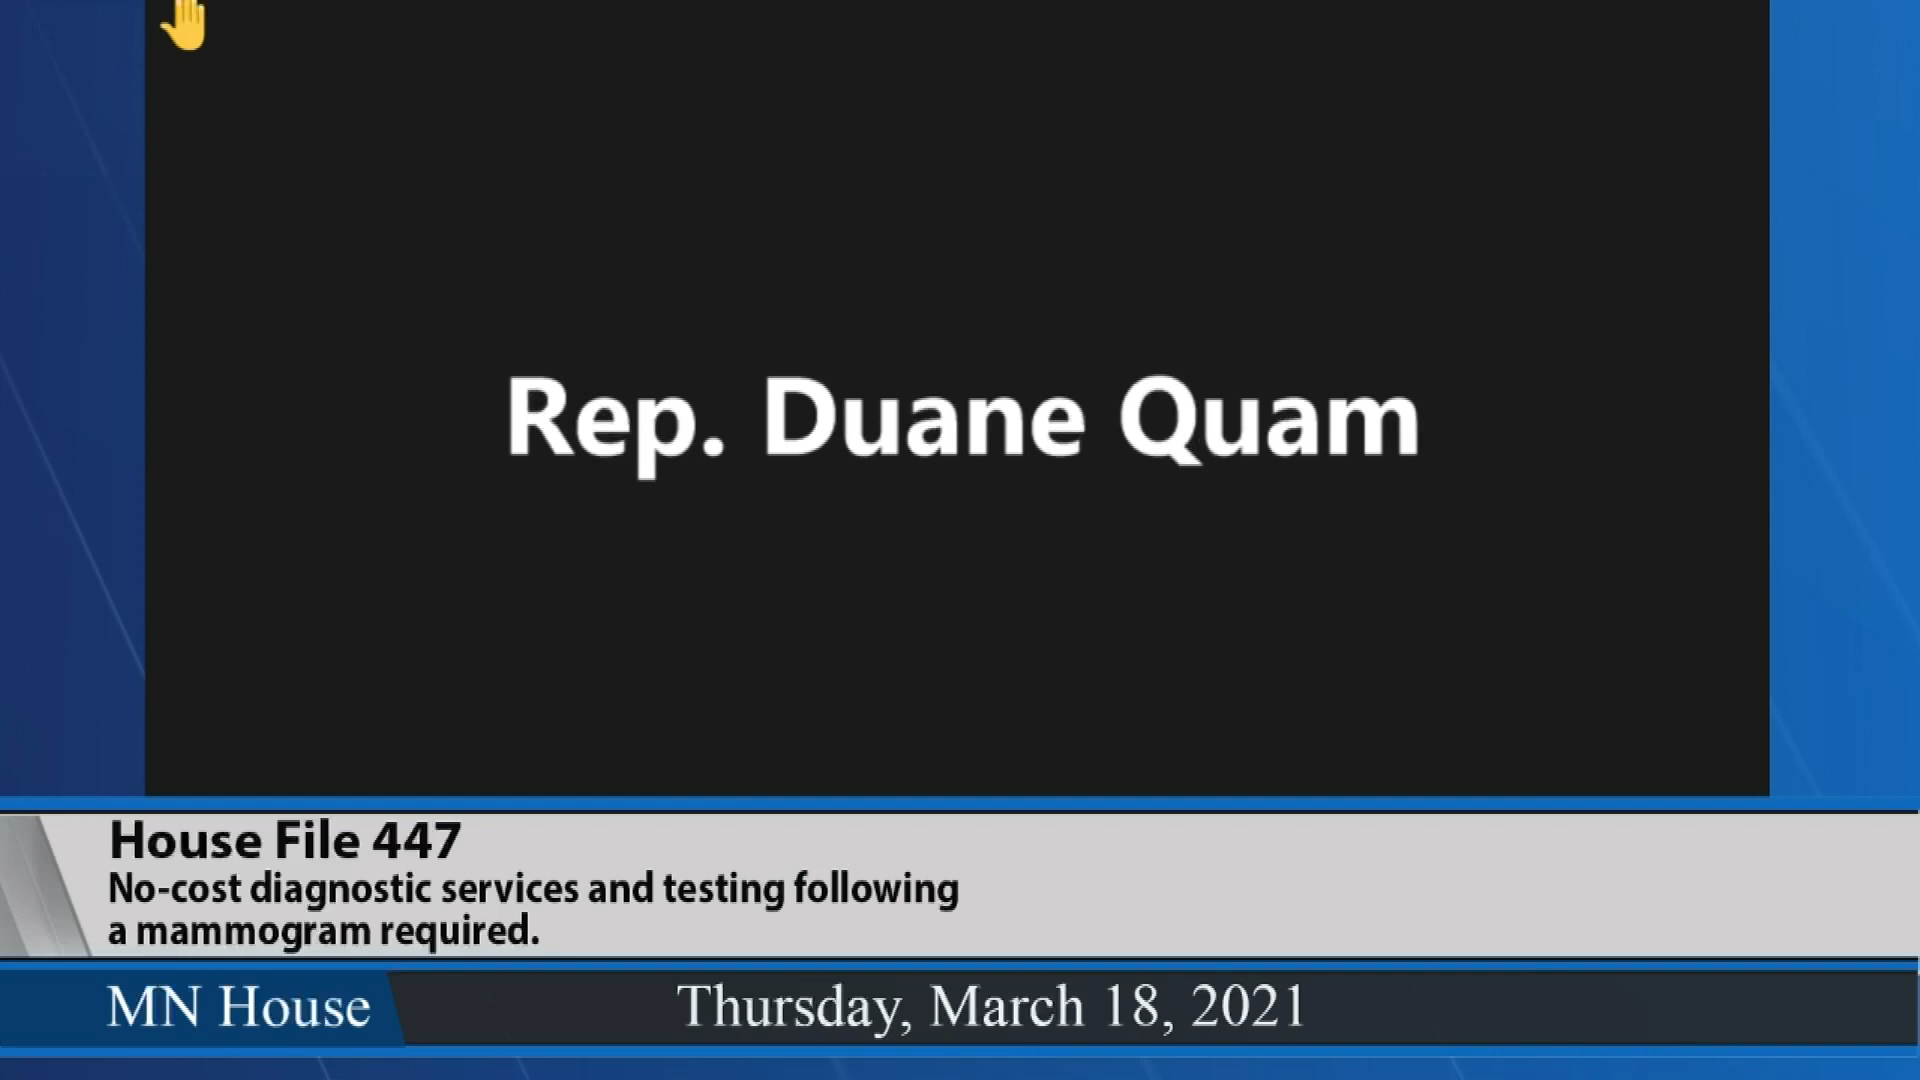 Rep. Duane Quam
House File 447
No-cost diagnostic services and testing following
a mammogram required.
MN House
Thursday, March 18, 2021